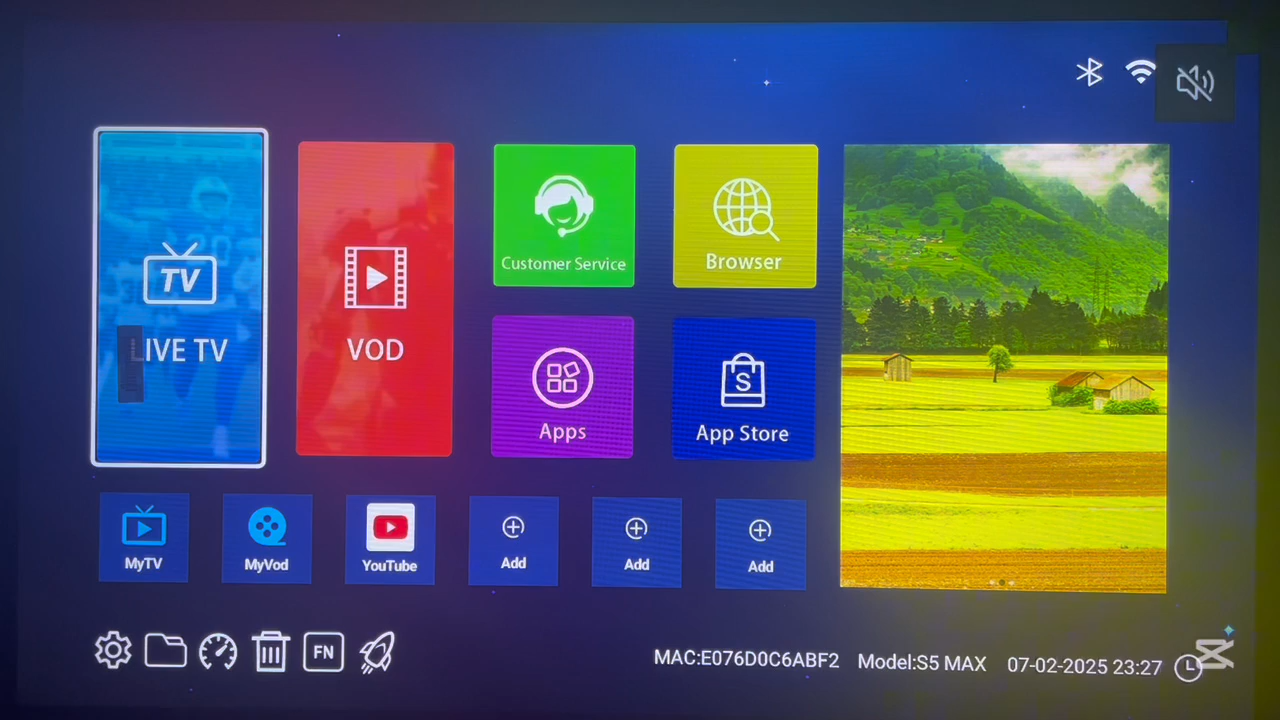 TV
IVE TV
VOD
Customer Service
Browser
Apps
S
App Store
MyTV
MyVod
YouTube
Add
Add
Add
FN
MAC:E076D0C6ABF2 Model:S5 MAX 07-02-2025 23:27